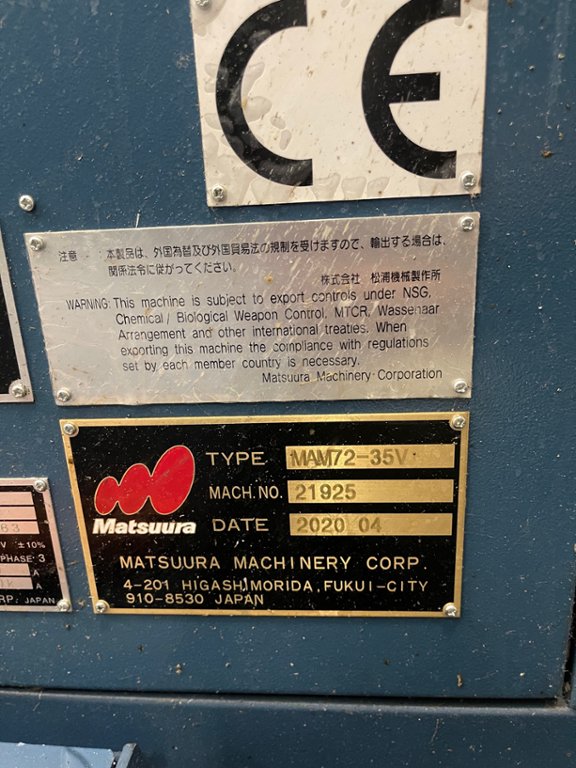 CE
注意 本製品は、外国為替及び外国貿易法の規制を受けますので、輸出する場合は、
関係法令に従がってください。
株式会社 松浦機械製作所
WARNING: This machine is subject to export controls under NSG,
Chemical / Biological Weapon Control, MTCR, Wassenaar
Arrangement and other international treaties. When
exporting this machine the compliance with regulations
set by each member country is necessary.
Matsuura Machinery Corporation
Matsuura
TYPE MAM72-35V
MACH. NO. 21925
DATE 2020 04
MATSUURA MACHINERY CORP.
4-201 HIGASHIMORIDA, FUKUI-CITY
910-8530 JAPAN
63
V ±10%
PHASE 3
A
A
RP. JAPAN